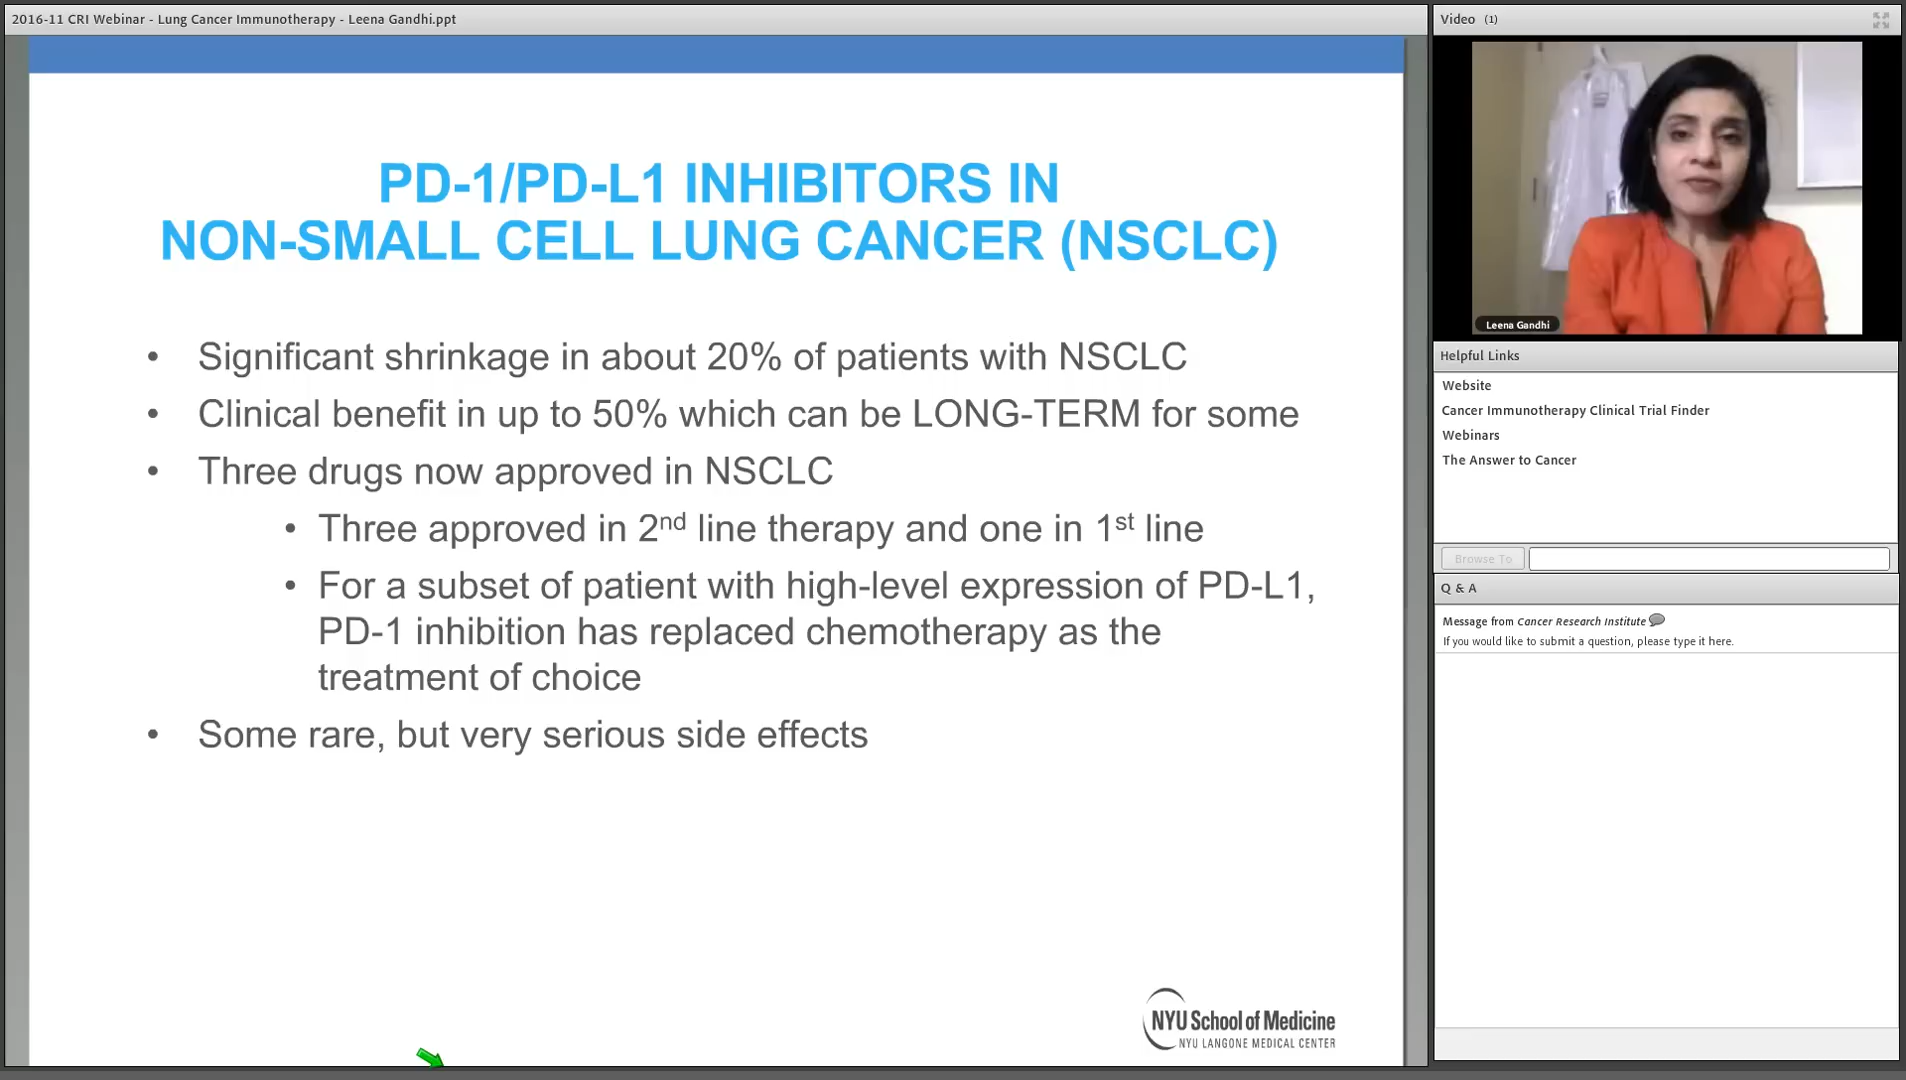 2016-11 CRI Webinar - Lung Cancer Immunotherapy - Leena Gandhi.ppt
PD-1/PD-L1 INHIBITORS IN
NON-SMALL CELL LUNG CANCER (NSCLC)
• Significant shrinkage in about 20% of patients with NSCLC
• Clinical benefit in up to 50% which can be LONG-TERM for some
• Three drugs now approved in NSCLC
• Three approved in 2nd line therapy and one in 1st line
• For a subset of patient with high-level expression of PD-L1,
PD-1 inhibition has replaced chemotherapy as the
treatment of choice
• Some rare, but very serious side effects
NYU School of Medicine
NYU LANGONE MEDICAL CENTER
Video (1)
Leena Gandhi
Helpful Links
Website
Cancer Immunotherapy Clinical Trial Finder
Webinars
The Answer to Cancer
Browse To
Q & A
Message from Cancer Research Institute
If you would like to submit a question, please type it here.